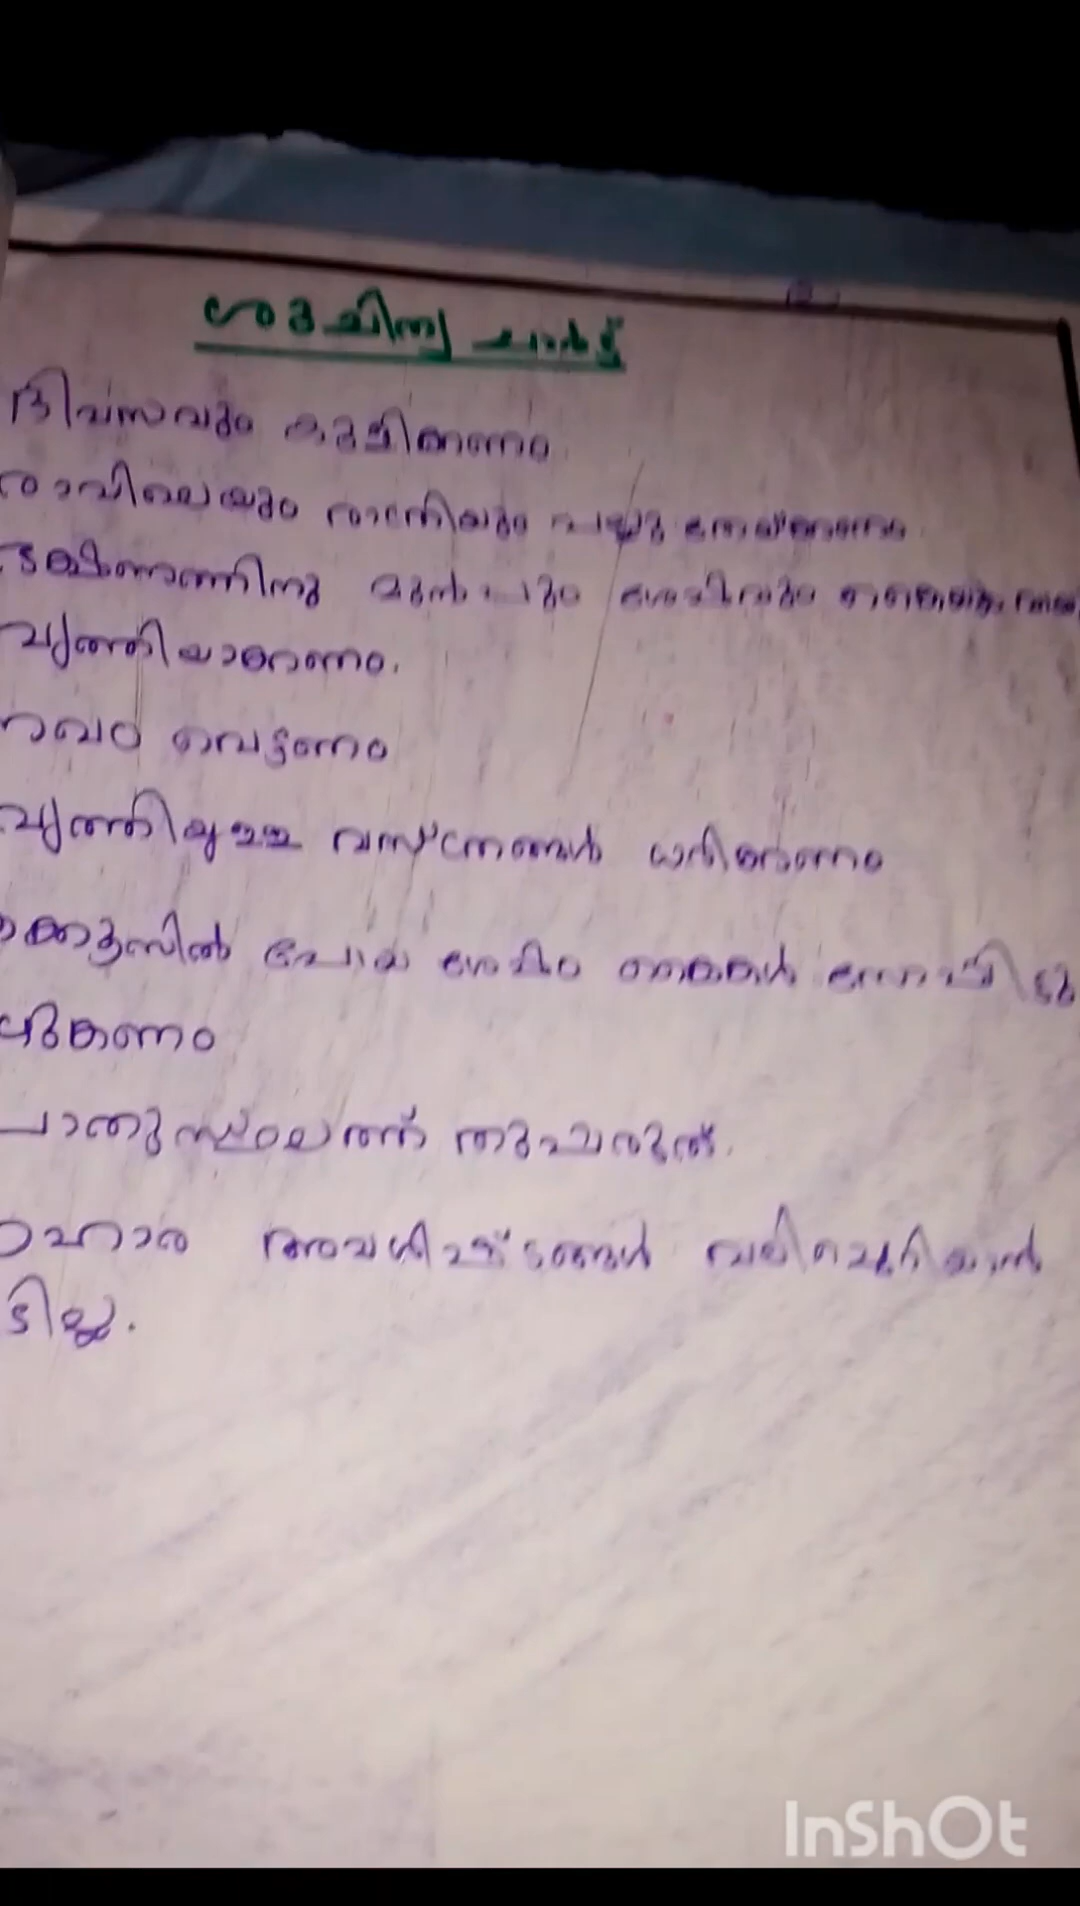 ശുചിത്വ ചാർട്ട്
ദിവസവും കുളിക്കണം
രാവിലെയും രാത്രിയും പല്ലു തേയ്ക്കണം
ഭക്ഷണത്തിനു മുൻപും ശേഷവും
വൃത്തിയാക്കണം.
നഖം വെട്ടണം
വൃത്തിയുള്ള വസ്ത്രങ്ങൾ ധരിക്കണം
ക്കൂസിൽ പോയ ശേഷം കൈകൾ സോപ്പിട്ടു
കഴുകണം
പൊതു സ്ഥലത്ത് തുപ്പരുത്.
ഹാര അവശിഷ്ടങ്ങൾ വലിച്ചെറിയാൻ
ടില്ല.
InShOt